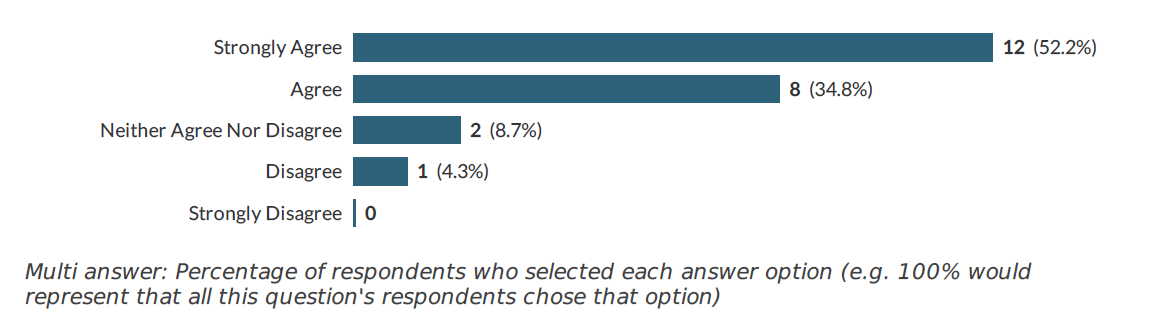 Strongly Agree 12 (52.2%)
Agree 8 (34.8%)
Neither Agree Nor Disagree 2 (8.7%)
Disagree 1 (4.3%)
Strongly Disagree 0
Multi answer: Percentage of respondents who selected each answer option (e.g. 100% would
represent that all this question's respondents chose that option)